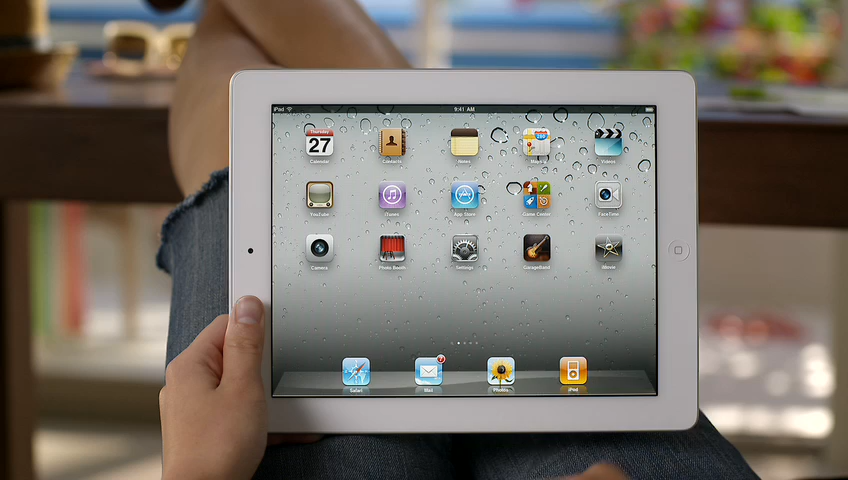 iPad 9:41 AM
Thursday
27
280
Calendar Contacts Notes Maps Videos
YouTube iTunes App Store Game Center FaceTime
Camera Photo Booth Settings GarageBand iMovie
Safari Mail Photos iPod